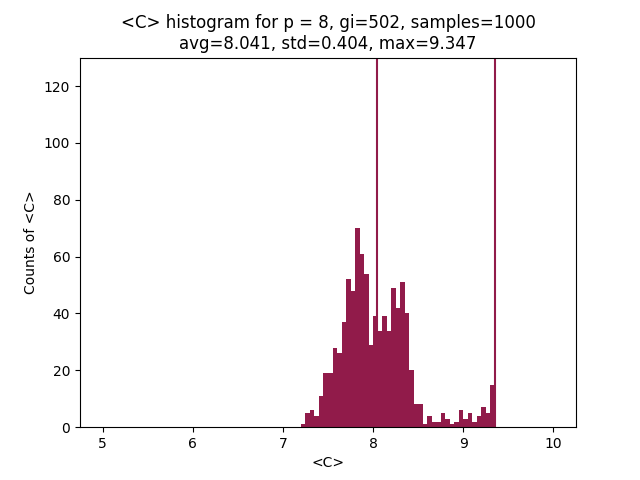 <C> histogram for p = 8, gi=502, samples=1000
avg=8.041, std=0.404, max=9.347
120
100
80
60
40
20
0
Counts of <C>
5 6 7 8 9 10
<C>